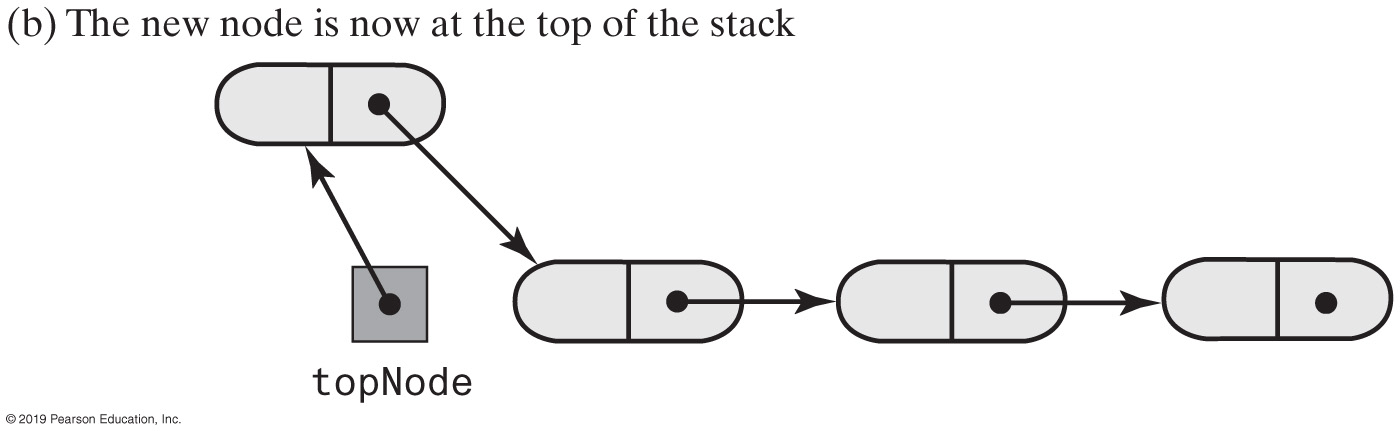 (b) The new node is now at the top of the stack
topNode
© 2019 Pearson Education, Inc.